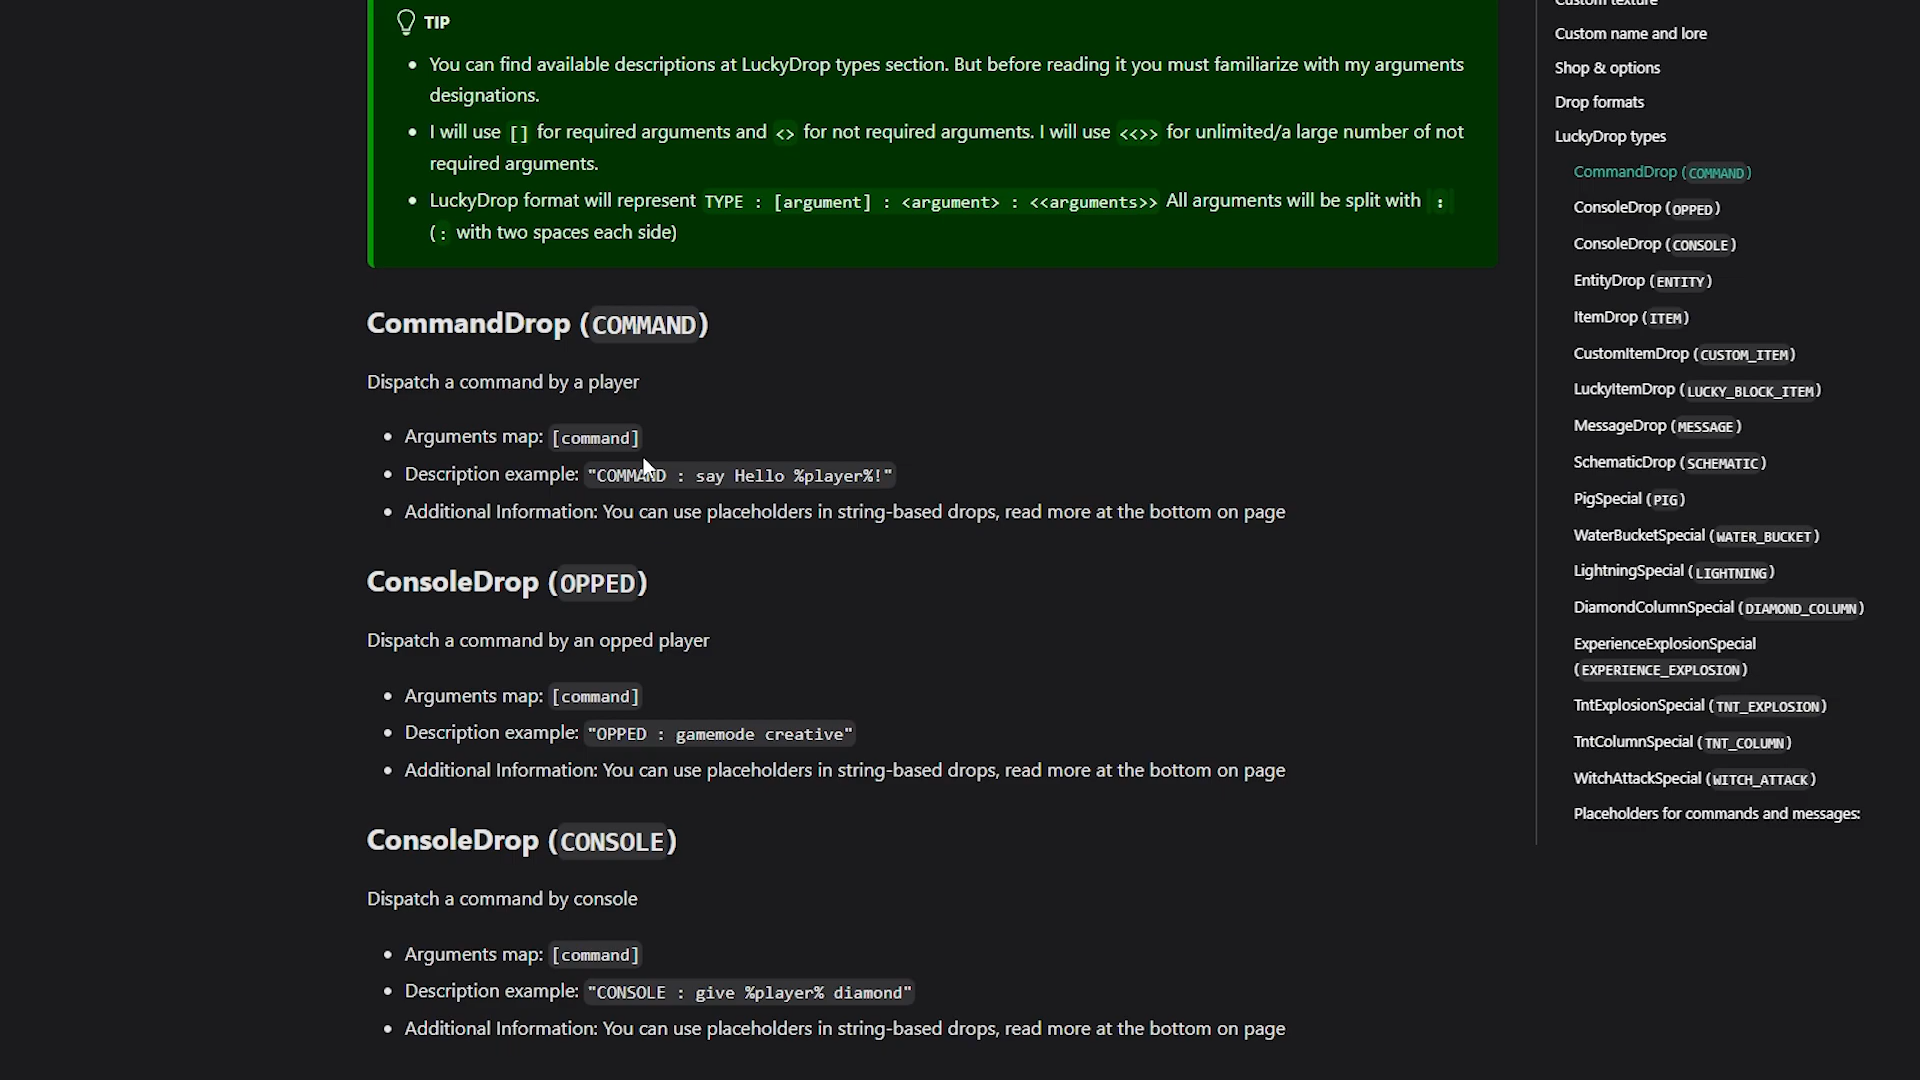 TIP
You can find available descriptions at LuckyDrop types section. But before reading it you must familiarize with my arguments
designations.
I will use [] for required arguments and <> for not required arguments. I will use <<>> for unlimited/a large number of not
required arguments.
LuckyDrop format will represent TYPE : [argument] : <argument> : <<arguments>> All arguments will be split with :
(: with two spaces each side)
CommandDrop (COMMAND)
Dispatch a command by a player
Arguments map: [command]
Description example: "COMMAND : say Hello %player%!"
Additional Information: You can use placeholders in string-based drops, read more at the bottom on page
ConsoleDrop (OPPED)
Dispatch a command by an opped player
Arguments map: [command]
Description example: "OPPED : gamemode creative"
Additional Information: You can use placeholders in string-based drops, read more at the bottom on page
ConsoleDrop (CONSOLE)
Dispatch a command by console
Arguments map: [command]
Description example: "CONSOLE : give %player% diamond"
Additional Information: You can use placeholders in string-based drops, read more at the bottom on page
Custom texture
Custom name and lore
Shop & options
Drop formats
LuckyDrop types
CommandDrop (COMMAND)
ConsoleDrop (OPPED)
ConsoleDrop (CONSOLE)
EntityDrop (ENTITY)
ItemDrop (ITEM)
CustomItemDrop (CUSTOM_ITEM)
LuckyItemDrop (LUCKY_BLOCK_ITEM)
MessageDrop (MESSAGE)
SchematicDrop (SCHEMATIC)
PigSpecial (PIG)
WaterBucketSpecial (WATER_BUCKET)
LightningSpecial (LIGHTNING)
DiamondColumnSpecial (DIAMOND_COLUMN)
ExperienceExplosionSpecial
(EXPERIENCE_EXPLOSION)
TntExplosionSpecial (TNT_EXPLOSION)
TntColumnSpecial (TNT_COLUMN)
WitchAttackSpecial (WITCH_ATTACK)
Placeholders for commands and messages: